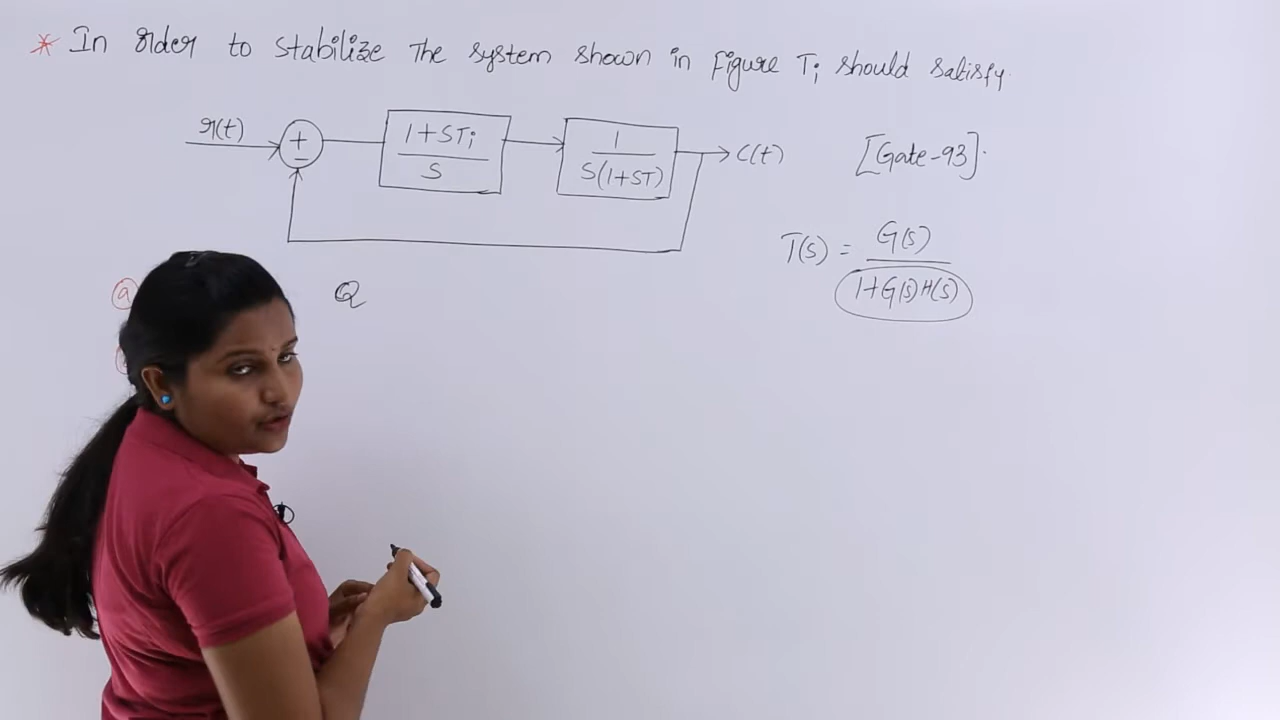 * In order to stabilize The system shown in figure Ti should satisfy.
r(t)
+
−
1+STi
S
1
S(1+ST)
C(t)
[Gate-93].
T(s) = G(s)
1+G(s)H(s)
a
Q